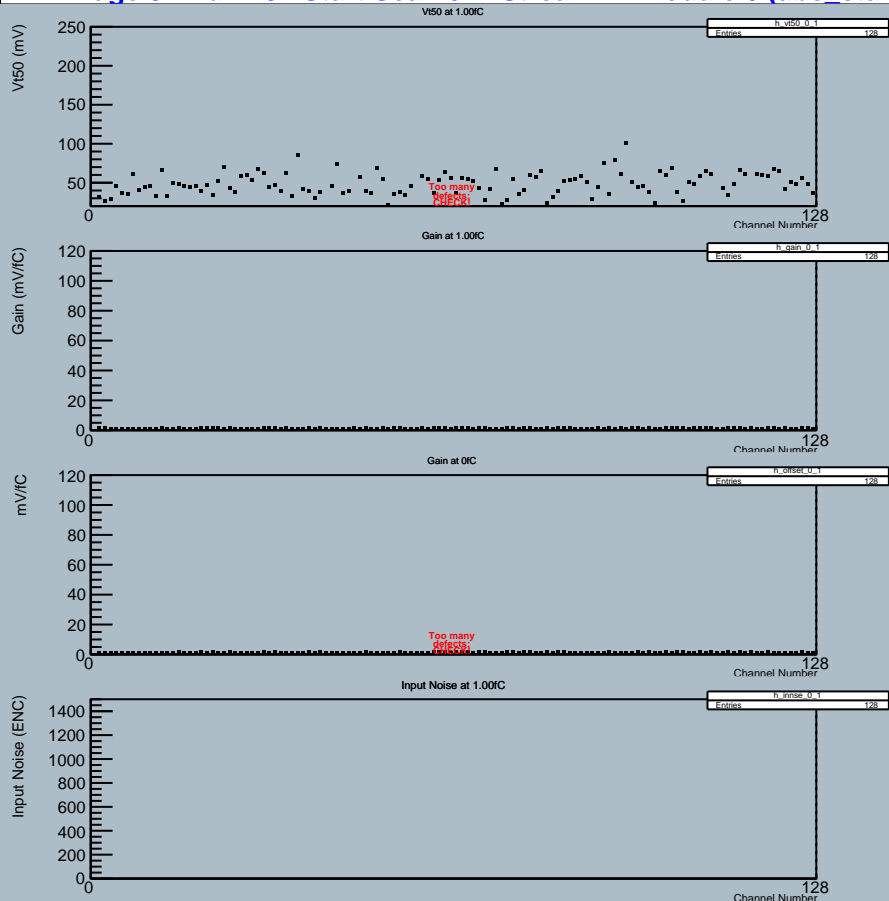 Vt50 at 1.00fC
h_vt50_0_1
Entries 128
Vt50 (mV)
250
200
150
100
50
Too many
defects:
CHECK!
0
128
Channel Number
Gain at 1.00fC
h_gain_0_1
Entries 128
Gain (mV/fC)
120
100
80
60
40
20
0
0
128
Channel Number
Gain at 0fC
h_offset_0_1
Entries 128
mV/fC
120
100
80
60
40
20
0
Too many
defects:
CHECK!
0
128
Channel Number
Input Noise at 1.00fC
h_innse_0_1
Entries 128
Input Noise (ENC)
1400
1200
1000
800
600
400
200
0
0
128
Channel Number